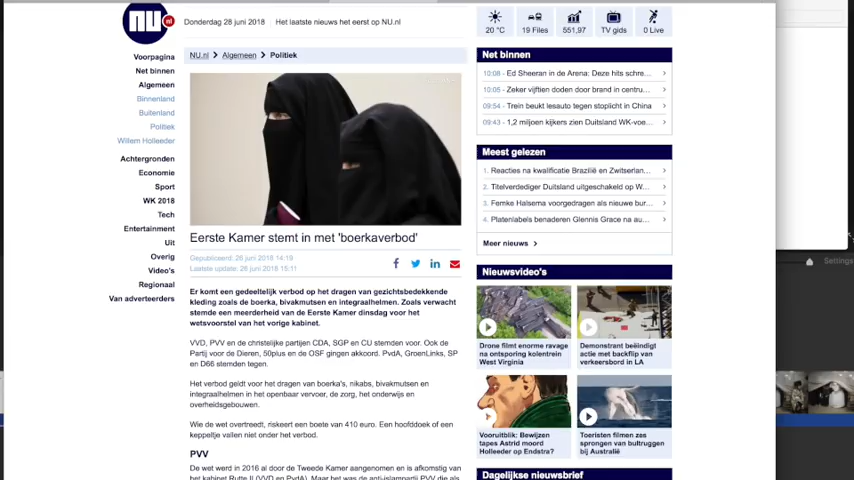 NU.nl
Donderdag 28 juni 2018
Het laatste nieuws het eerst op NU.nl
20 °C
19 Files
551,97
TV gids
0 Live
Voorpagina
Net binnen
Algemeen
Binnenland
Buitenland
Politiek
Willem Holleeder
Achtergronden
Economie
Sport
WK 2018
Tech
Entertainment
Uit
Overig
Video's
Regionaal
Van adverteerders
NU.nl > Algemeen > Politiek
Eerste Kamer stemt in met 'boerkaverbod'
Gepubliceerd: 26 juni 2018 14:19
Laatste update: 26 juni 2018 15:11
Er komt een gedeeltelijk verbod op het dragen van gezichtsbedekkende
kleding zoals de boerka, bivakmutsen en integraalhelmen. Zoals verwacht
stemde een meerderheid van de Eerste Kamer dinsdag voor het
wetsvoorstel van het vorige kabinet.
VVD, PVV en de christelijke partijen CDA, SGP en CU stemden voor. Ook de
Partij voor de Dieren, 50plus en de OSF gingen akkoord. PvdA, GroenLinks, SP
en D66 stemden tegen.
Het verbod geldt voor het dragen van boerka's, nikabs, bivakmutsen en
integraalhelmen in het openbaar vervoer, de zorg, het onderwijs en
overheidsgebouwen.
Wie de wet overtreedt, riskeert een boete van 410 euro. Een hoofddoek of een
keppeltje vallen niet onder het verbod.
PVV
De wet werd in 2016 al door de Tweede Kamer aangenomen en is afkomstig van
het kabinet Rutte II (VVD en PvdA). Maar het was de anti-islampartij PVV die als
Net binnen
10:08 - Ed Sheeran in de Arena: Deze hits schre...
10:05 - Zeker vijftien doden door brand in centru...
09:54 - Trein beukt lesauto tegen stoplicht in China
09:43 - 1,2 miljoen kijkers zien Duitsland WK-voe...
Meest gelezen
1. Reacties na kwalificatie Brazilië en Zwitserlan...
2. Titelverdediger Duitsland uitgeschakeld op W...
3. Femke Halsema voorgedragen als nieuwe bur...
4. Platenlabels benaderen Glennis Grace na au...
Meer nieuws >
Nieuwsvideo's
Drone filmt enorme ravage
na ontsporing kolentrein
West Virginia
Demonstrant beëindigt
actie met backflip van
verkeersbord in LA
Vooruitblik: Bewijzen
tapes Astrid moord
Holleeder op Endstra?
Toeristen filmen zes
sprongen van bultruggen
bij Australië
Dagelijkse nieuwsbrief
Settings